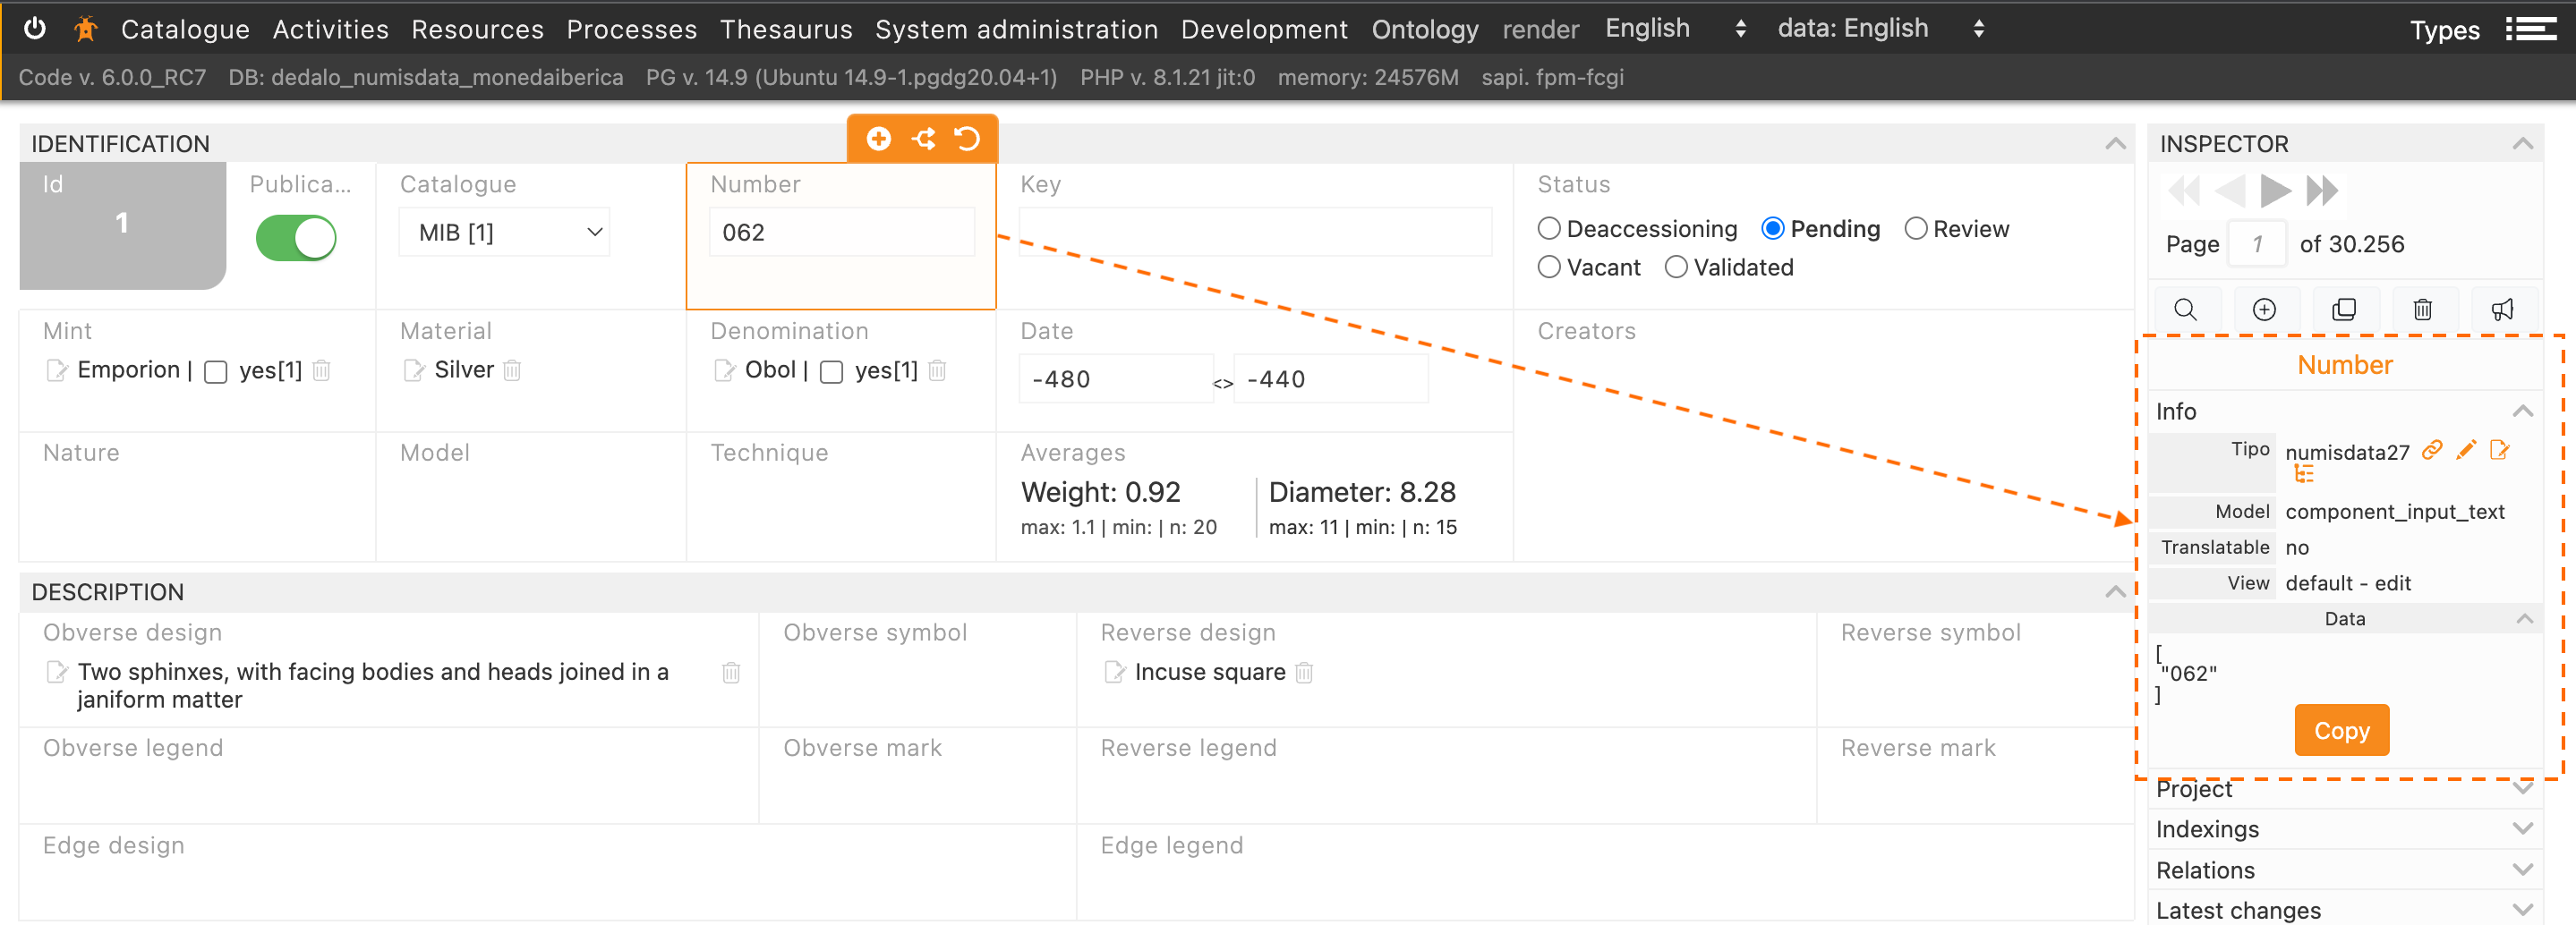 Catalogue Activities Resources Processes Thesaurus System administration Development Ontology render English data: English Types
Code v. 6.0.0_RC7 DB: dedalo_numisdata_monedaiberica PG v. 14.9 (Ubuntu 14.9-1.pgdg20.04+1) PHP v. 8.1.21 jit:0 memory: 24576M sapi. fpm-fcgi
IDENTIFICATION
Id
1
Publica...
Catalogue
MIB [1]
Number
062
Key
Status
Deaccessioning Pending Review
Vacant Validated
Mint
Emporion | yes[1]
Material
Silver
Denomination
Obol | yes[1]
Date
-480 <> -440
Creators
Nature
Model
Technique
Averages
Weight: 0.92
max: 1.1 | min: | n: 20
Diameter: 8.28
max: 11 | min: | n: 15
DESCRIPTION
Obverse design
Two sphinxes, with facing bodies and heads joined in a
janiform matter
Obverse symbol
Reverse design
Incuse square
Reverse symbol
Obverse legend
Obverse mark
Reverse legend
Reverse mark
Edge design
Edge legend
INSPECTOR
Page 1 of 30.256
Number
Info
Tipo numisdata27
Model component_input_text
Translatable no
View default - edit
Data
[
"062"
]
Copy
Project
Indexings
Relations
Latest changes